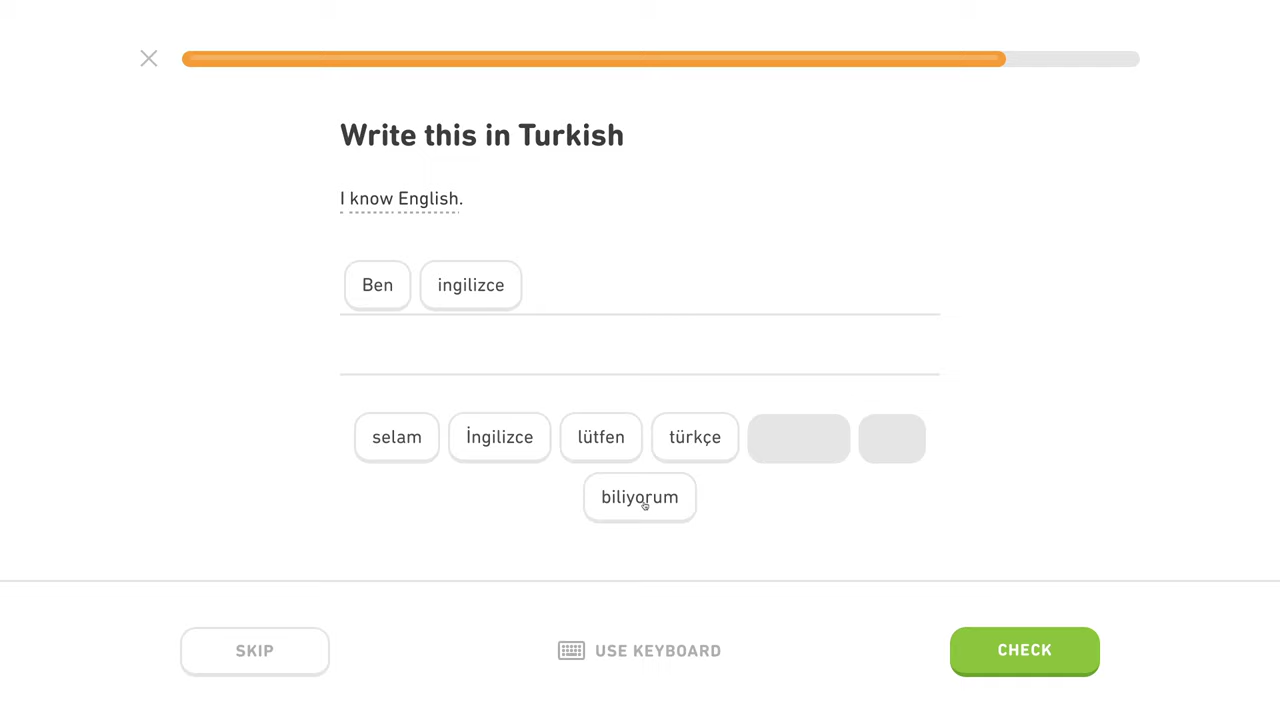 Write this in Turkish
I know English.
Ben ingilizce
selam İngilizce lütfen türkçe
biliyorum
SKIP USE KEYBOARD CHECK